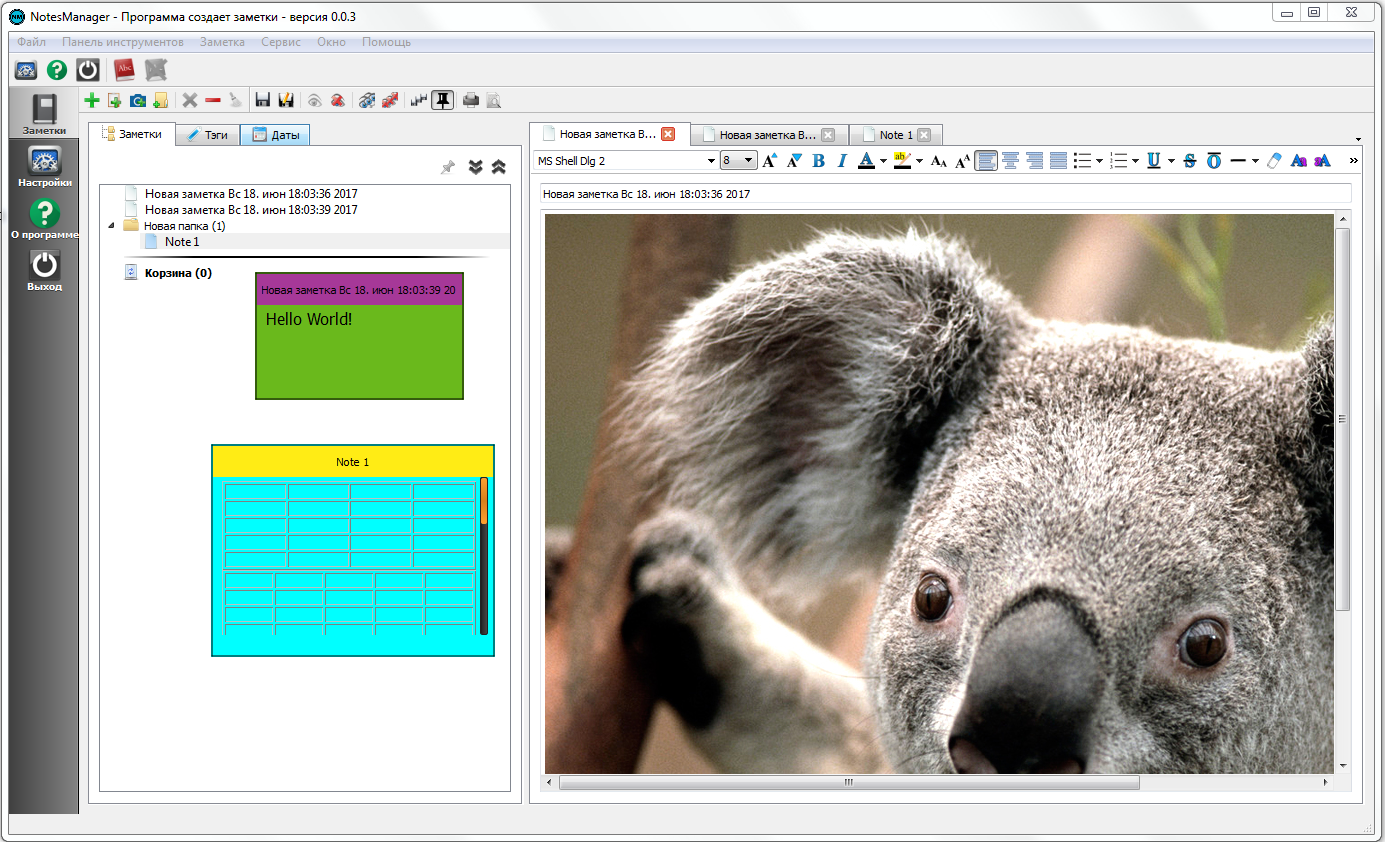 NotesManager - Программа создает заметки - версия 0.0.3
Файл Панель инструментов Заметка Сервис Окно Помощь
Abc
Заметки
Настройки
О программе
Выход
Заметки Тэги Даты
Новая заметка Вс 18. июн 18:03:36 2017
Новая заметка Вс 18. июн 18:03:39 2017
Новая папка (1)
Note 1
Корзина (0)
Новая заметка Вс 18. июн 18:03:39 20
Hello World!
Note 1
Новая заметка В... Новая заметка В... Note 1
MS Shell Dlg 2 8
Новая заметка Вс 18. июн 18:03:36 2017